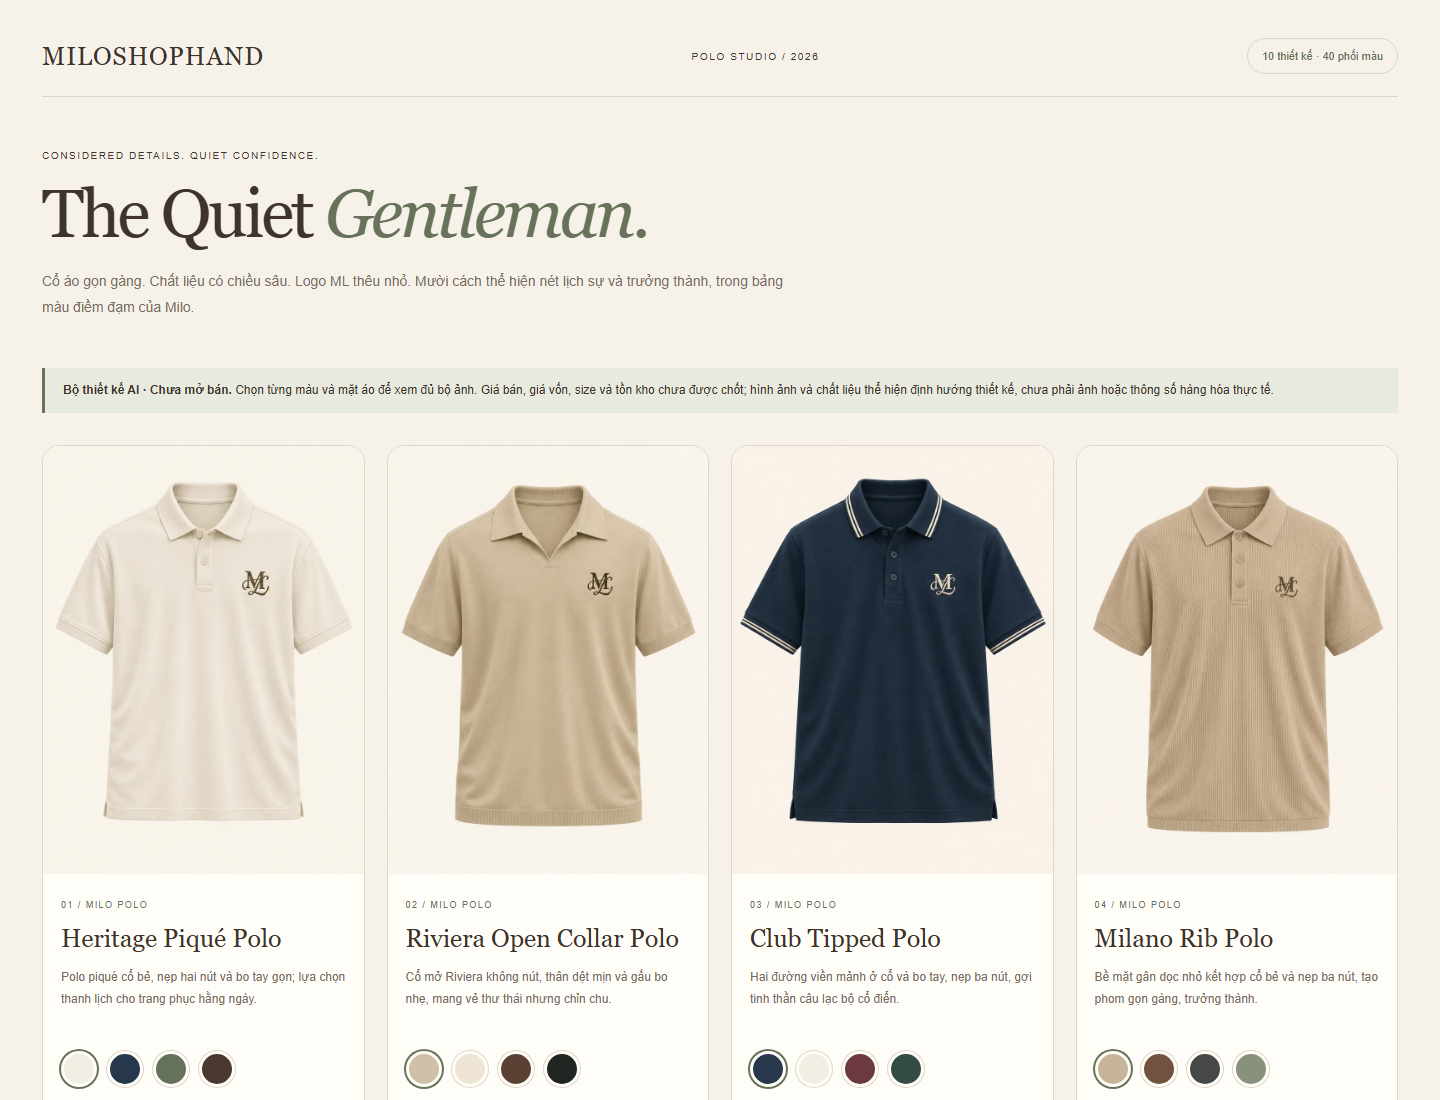 MILOSHOPHAND
POLO STUDIO / 2026
10 thiết kế · 40 phối màu
CONSIDERED DETAILS. QUIET CONFIDENCE.
The Quiet Gentleman.
Cổ áo gọn gàng. Chất liệu có chiều sâu. Logo ML thêu nhỏ. Mười cách thể hiện nét lịch sự và trưởng thành, trong bảng
màu điềm đạm của Milo.
Bộ thiết kế AI · Chưa mở bán. Chọn từng màu và mặt áo để xem đủ bộ ảnh. Giá bán, giá vốn, size và tồn kho chưa được chốt; hình ảnh và chất liệu thể hiện định hướng thiết kế, chưa phải ảnh hoặc thông số hàng hóa thực tế.
ML
ML
ML
ML
01 / MILO POLO
Heritage Piqué Polo
Polo piqué cổ bẻ, nẹp hai nút và bo tay gọn; lựa chọn
thanh lịch cho trang phục hằng ngày.
02 / MILO POLO
Riviera Open Collar Polo
Cổ mở Riviera không nút, thân dệt mịn và gấu bo
nhẹ, mang vẻ thư thái nhưng chỉn chu.
03 / MILO POLO
Club Tipped Polo
Hai đường viền mảnh ở cổ và bo tay, nẹp ba nút, gợi
tinh thần câu lạc bộ cổ điển.
04 / MILO POLO
Milano Rib Polo
Bề mặt gân dọc nhỏ kết hợp cổ bẻ và nẹp ba nút, tạo
phom gọn gàng, trưởng thành.